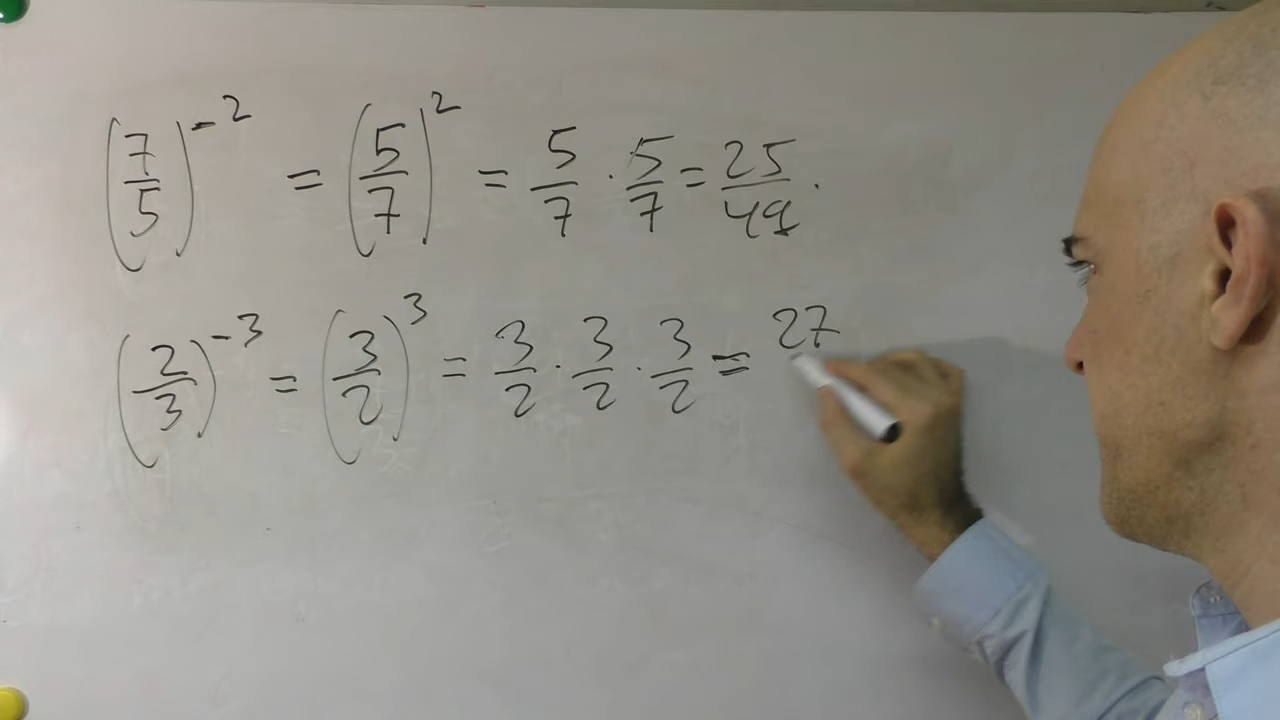 (7/5)^-2 = (5/7)^2 = 5/7 · 5/7 = 25/49.
(2/3)^-3 = (3/2)^3 = 3/2 · 3/2 · 3/2 = 27